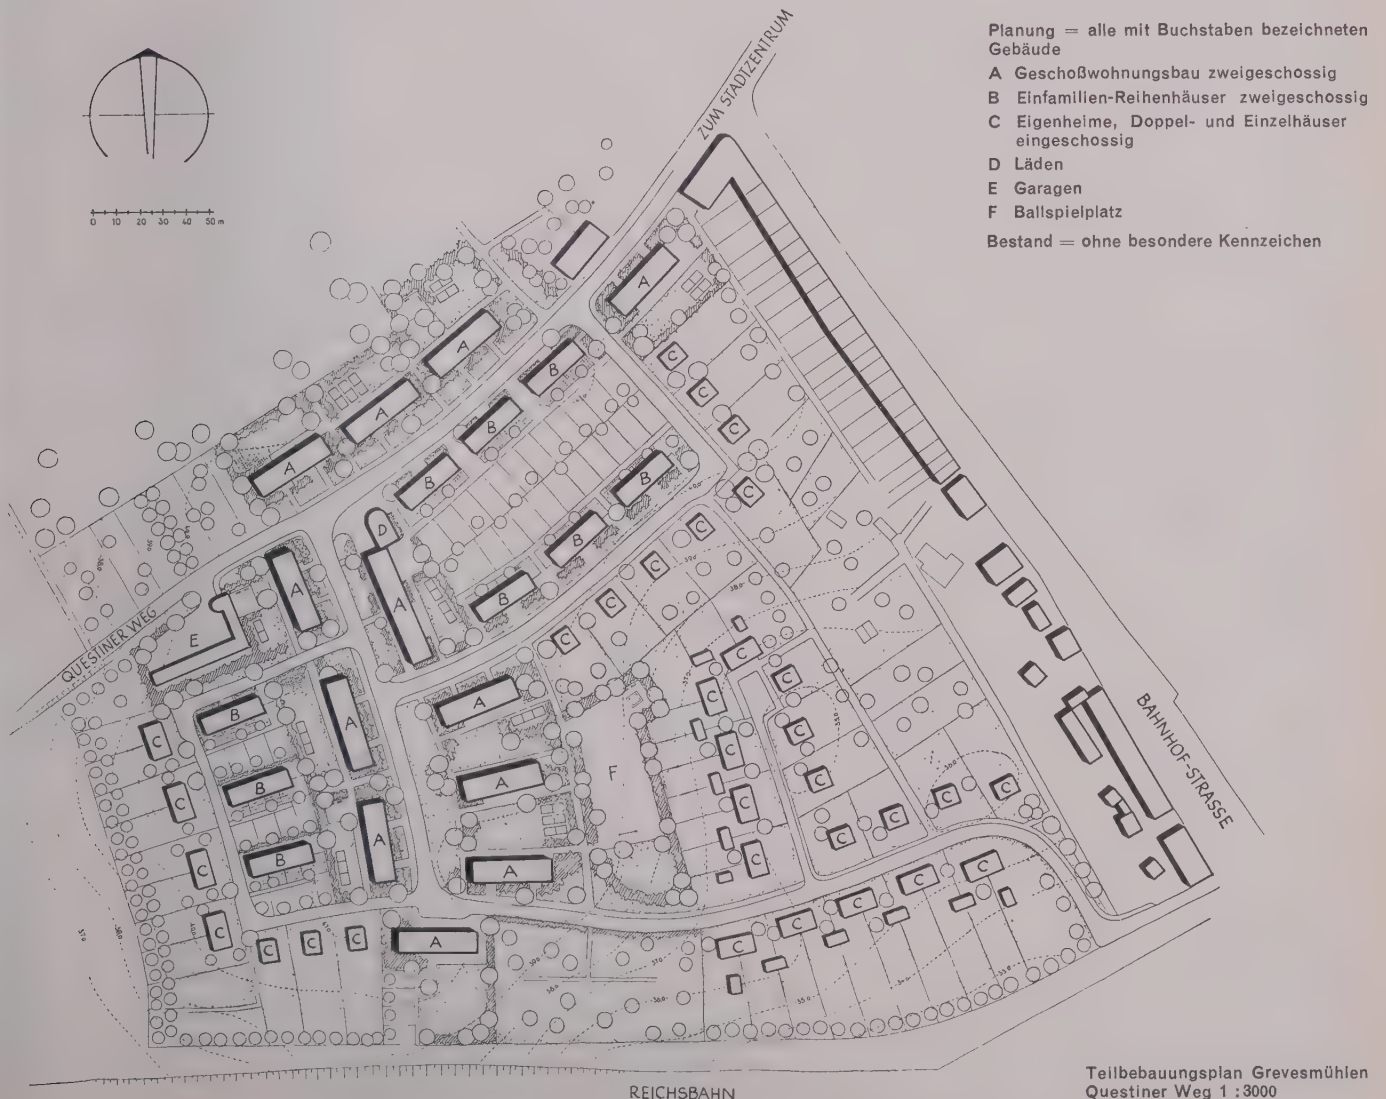 Planung = alle mit Buchstaben bezeichneten
Gebäude
A Geschoßwohnungsbau zweigeschossig
B Einfamilien-Reihenhäuser zweigeschossig
C Eigenheime, Doppel- und Einzelhäuser
eingeschossig
D Läden
E Garagen
F Ballspielplatz
Bestand = ohne besondere Kennzeichen
0 10 20 30 40 50 m
ZUM STADTZENTRUM
A
A
B
C
A
C
B
C
A
B
B
C
D
B
C
A
A
B
C
C
C
E
C
QUESTINER WEG
C
C
C
B
A
A
C
BAHNHOF-STRASSE
C
C
C
B
A
F
C
C
C
C
C
C
A
B
A
C
C
C
C
C
C
C
C
C
C
C
A
C
REICHSBAHN
Teilbebauungsplan Grevesmühlen
Questiner Weg 1 : 3000